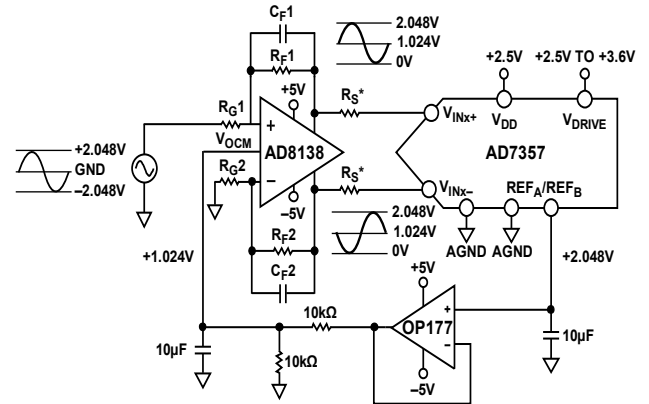 CF1
2.048V
1.024V
0V
RF1
+2.5V
+2.5V TO +3.6V
+5V
RS*
RG1
VOCM
+
AD8138
–
VINx+
VDD
VDRIVE
AD7357
+2.048V
GND
–2.048V
RG2
RS*
VINx–
REFA/REFB
–5V
2.048V
1.024V
0V
AGND
AGND
RF2
CF2
+1.024V
+2.048V
+5V
10kΩ
OP177
+
–
10µF
10kΩ
–5V
10µF